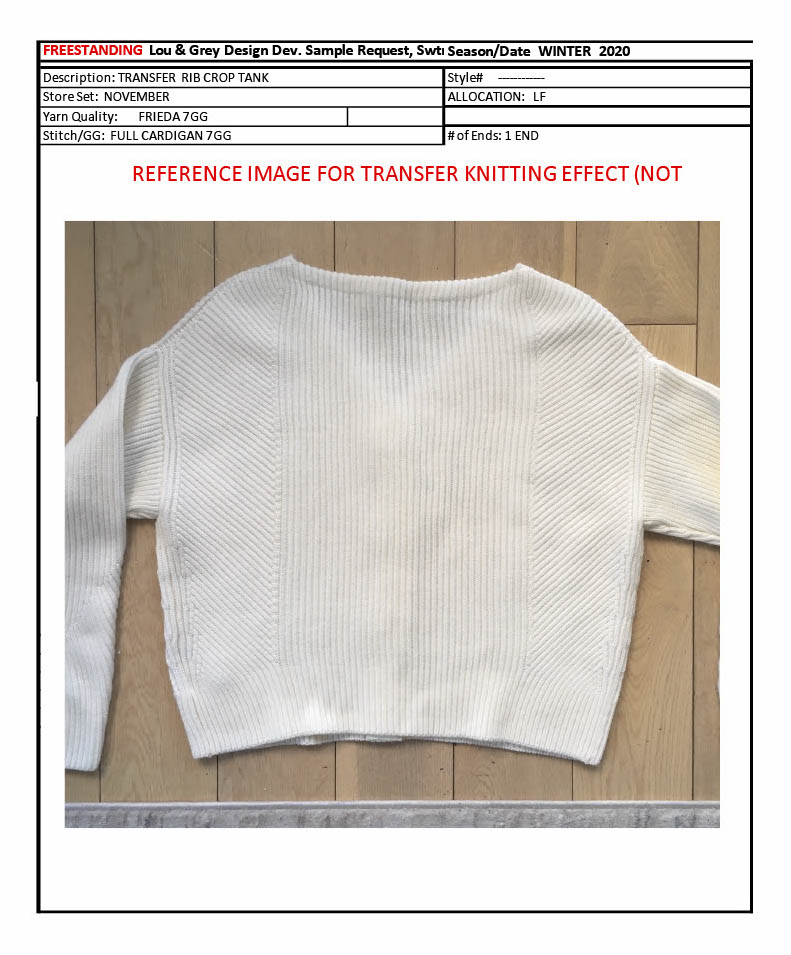 FREESTANDING Lou & Grey Design Dev. Sample Request, Swt Season/Date WINTER 2020
Description: TRANSFER RIB CROP TANK Style# ------------
Store Set: NOVEMBER ALLOCATION: LF
Yarn Quality: FRIEDA 7GG
Stitch/GG: FULL CARDIGAN 7GG # of Ends: 1 END
REFERENCE IMAGE FOR TRANSFER KNITTING EFFECT (NOT